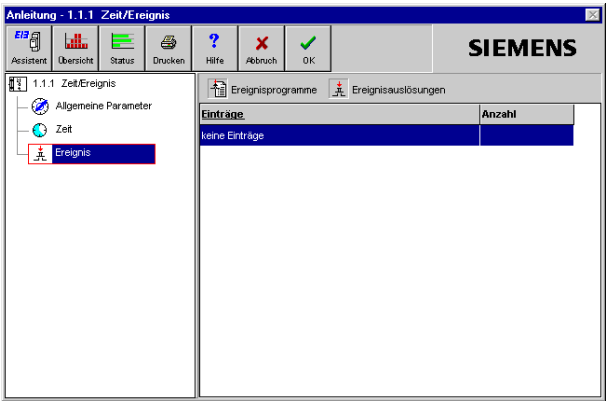 Anleitung - 1.1.1 Zeit/Ereignis
EIB
Assistent Übersicht Status Drucken Hilfe Abbruch OK
SIEMENS
1.1.1 Zeit/Ereignis
Allgemeine Parameter
Zeit
Ereignis
Ereignisprogramme Ereignisauslösungen
Einträge Anzahl
keine Einträge